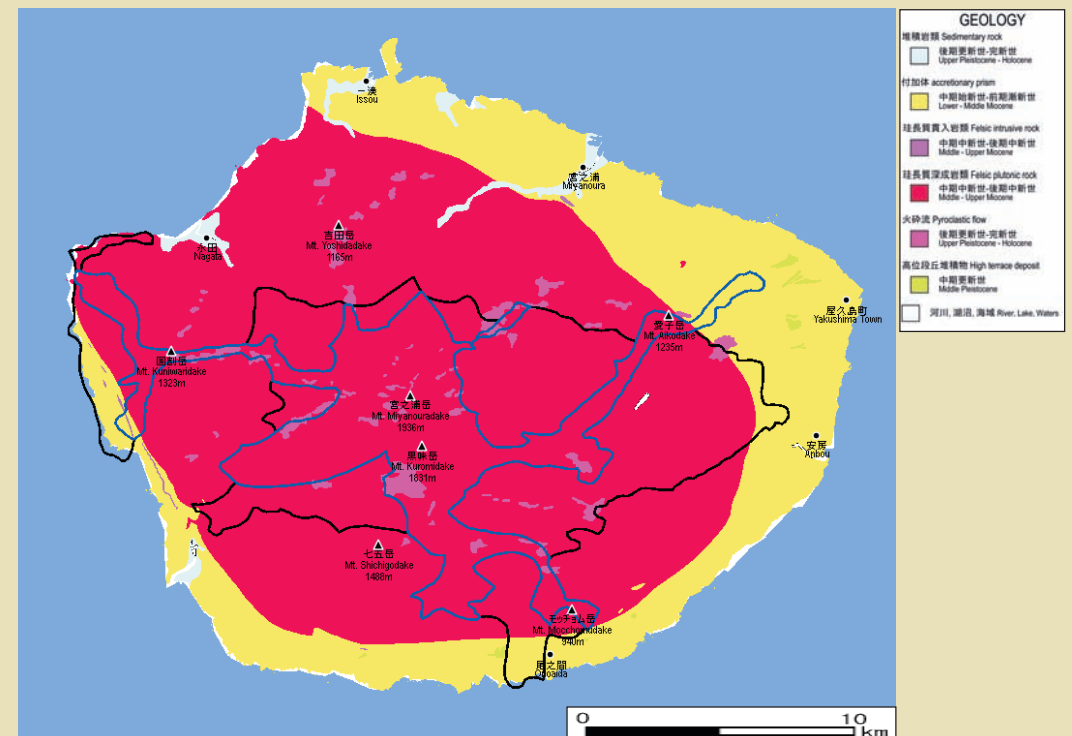 一湊
Issou
宮之浦
Miyanoura
吉田岳
Mt. Yoshidadake
1165m
永田
Nagata
屋久島町
Yakushima Town
愛子岳
Mt. Aikodake
1235m
国割岳
Mt. Kuniwaridake
1323m
宮之浦岳
Mt. Miyanouradake
1936m
黒味岳
Mt. Kuromidake
1831m
安房
Anbou
七五岳
Mt. Shichigodake
1488m
モッチョム岳
Mt. Mocchomudake
940m
尾之間
Onoaida
0
10
km
GEOLOGY
堆積岩類 Sedimentary rock
後期更新世-完新世
Upper Pleistocene - Holocene
付加体 accretionary prism
中期始新世-前期漸新世
Lower - Middle Miocene
珪長質貫入岩類 Felsic intrusive rock
中期中新世-後期中新世
Middle - Upper Miocene
珪長質深成岩類 Felsic plutonic rock
中期中新世-後期中新世
Middle - Upper Miocene
火砕流 Pyroclastic flow
後期更新世-完新世
Upper Pleistocene - Holocene
高位段丘堆積物 High terrace deposit
中期更新世
Middle Pleistocene
河川, 湖沼, 海域 River, Lake, Waters